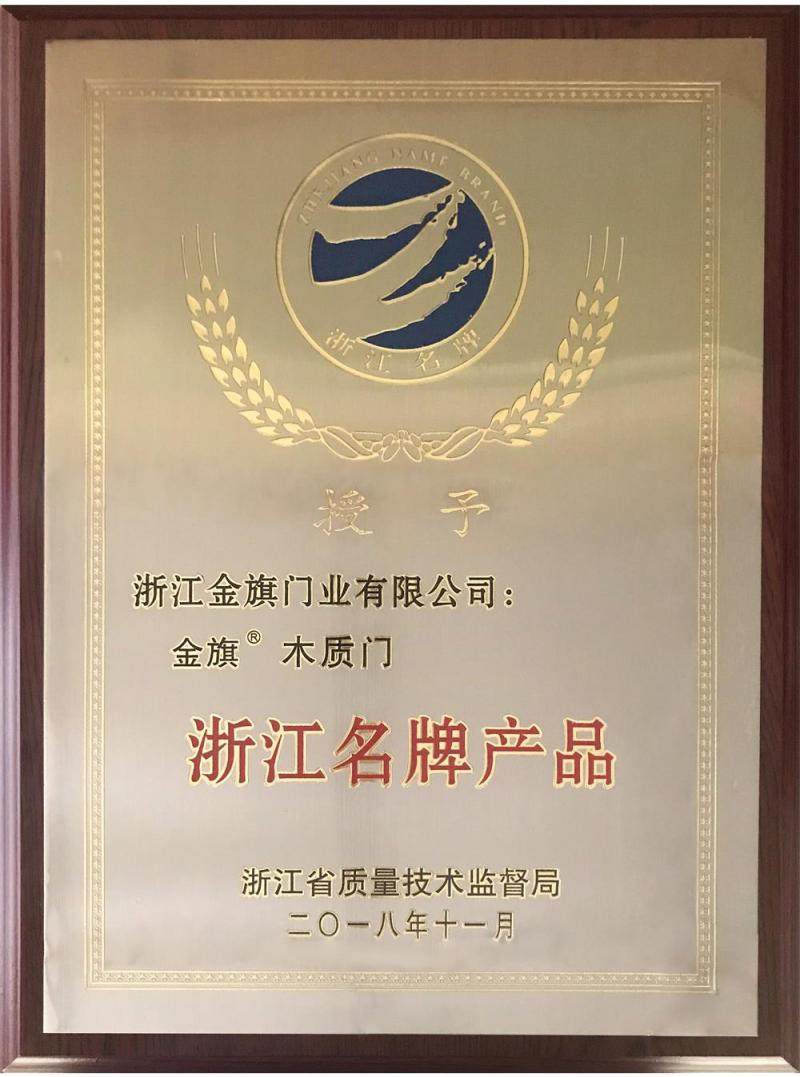 ZHEJIANG NAME BRAND
浙江名牌
授予
浙江金旗门业有限公司：
金旗® 木质门
浙江名牌产品
浙江省质量技术监督局
二〇一八年十一月